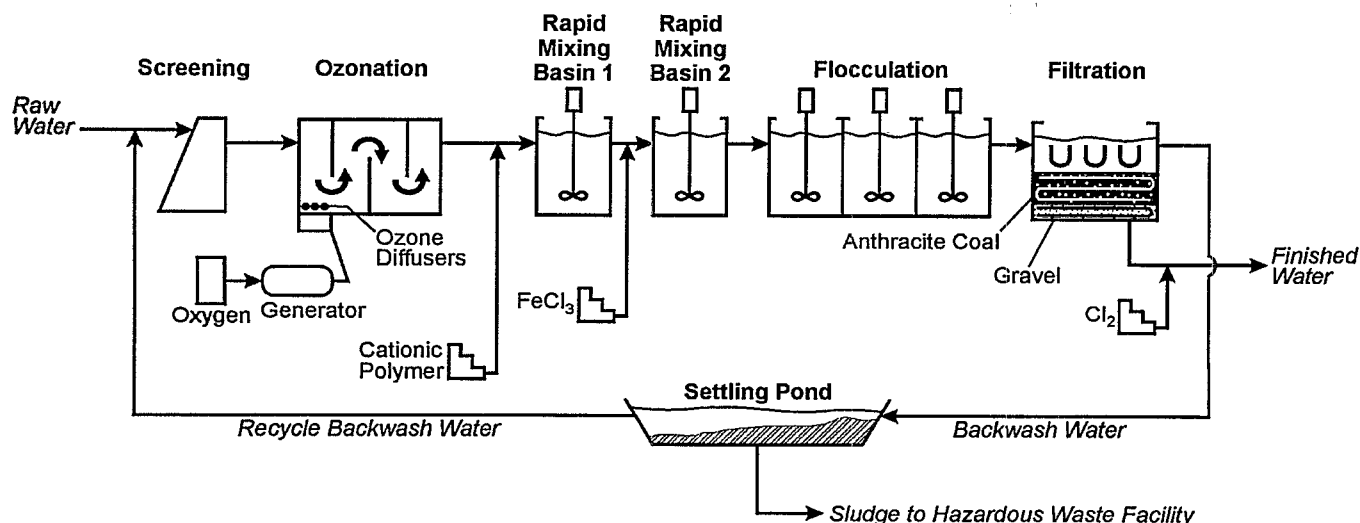 Screening
Ozonation
Rapid
Mixing
Basin 1
Rapid
Mixing
Basin 2
Flocculation
Filtration
Raw
Water
Ozone
Diffusers
Oxygen
Generator
Cationic
Polymer
FeCl₃
Anthracite Coal
Gravel
Cl₂
Finished
Water
Settling Pond
Recycle Backwash Water
Backwash Water
Sludge to Hazardous Waste Facility